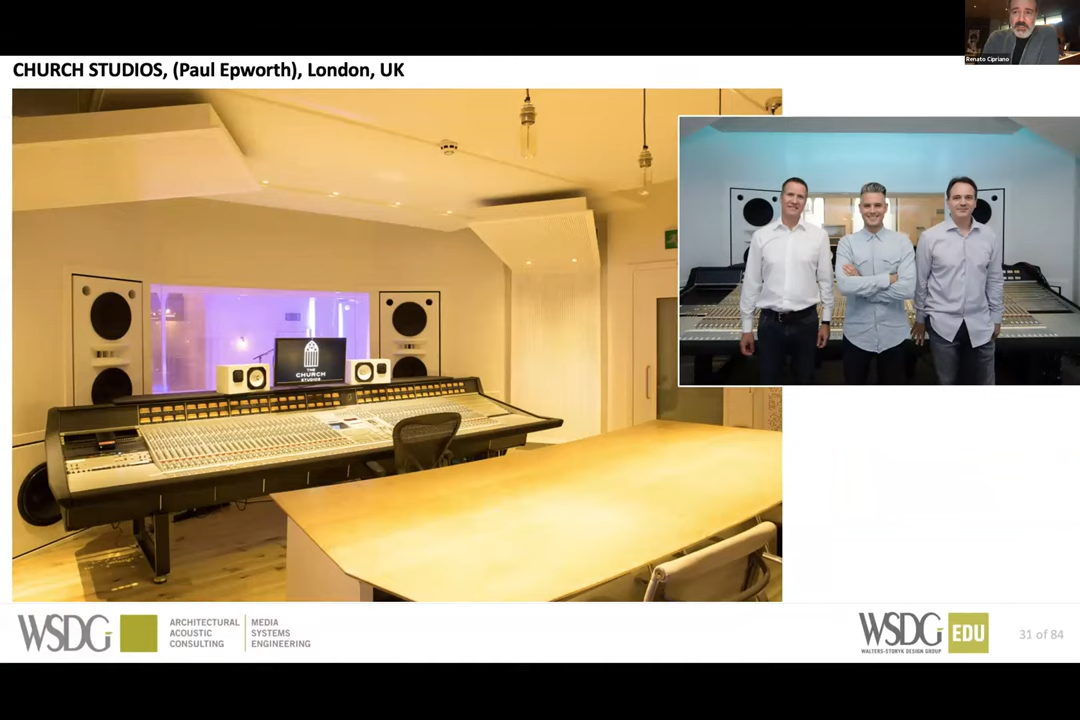 Renato Cipriano
CHURCH STUDIOS, (Paul Epworth), London, UK
THE
CHURCH
STUDIOS
WSDG
ARCHITECTURAL
ACOUSTIC
CONSULTING
MEDIA
SYSTEMS
ENGINEERING
WSDG EDU
WALTERS-STORYK DESIGN GROUP
31 of 84